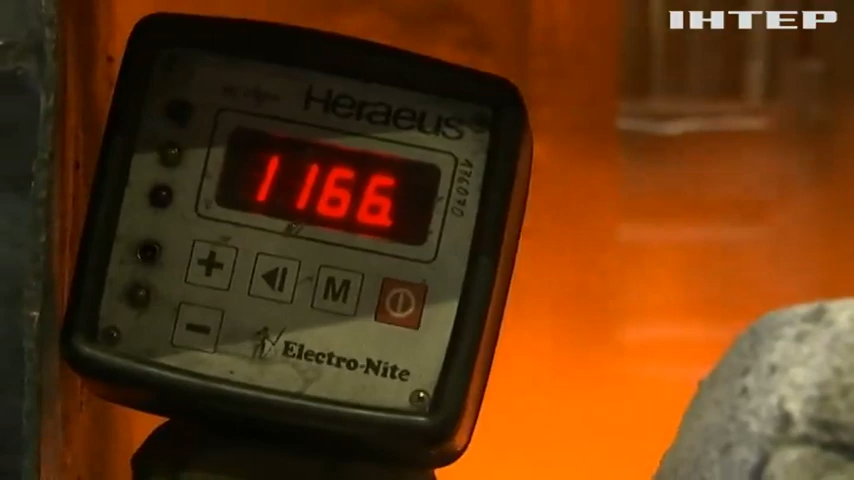 ІНТЕР
Heraeus
1166
+
M
-
Electro-Nite